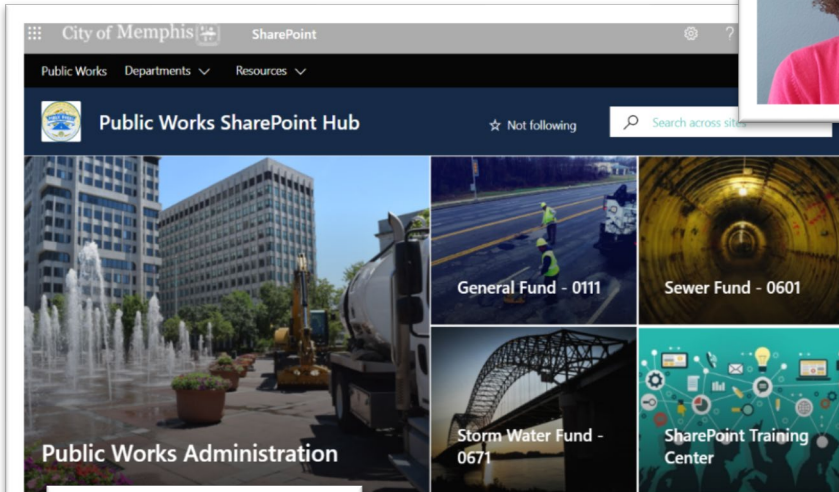 City of Memphis SharePoint
?
Public Works Departments Resources
Public Works SharePoint Hub
☆ Not following
Search across sites
General Fund - 0111
Sewer Fund - 0601
Public Works Administration
Storm Water Fund -
0671
SharePoint Training
Center